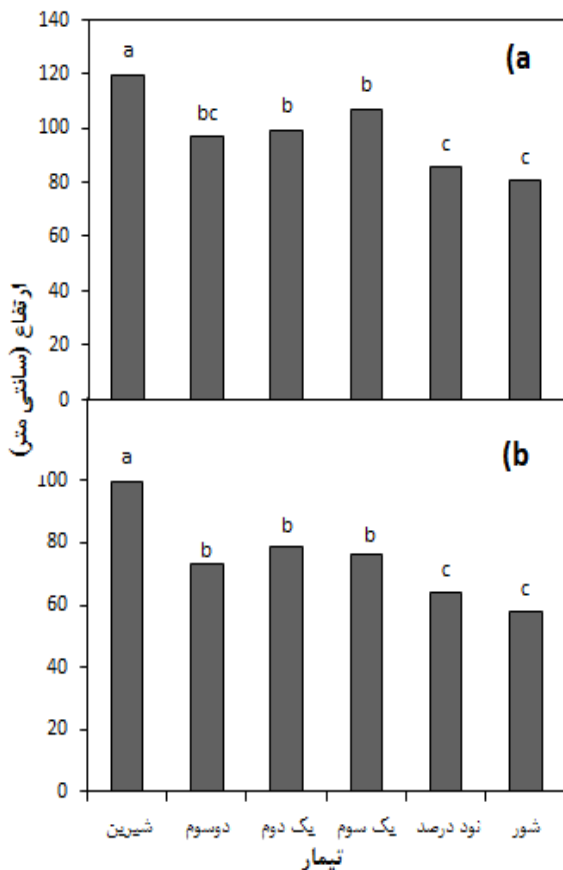 140
120
100
80
60
40
20
0
(a
a
bc
b
b
c
c
ارتفاع (سانتی متر)
100
80
60
40
20
0
(b
a
b
b
b
c
c
شیرین
دوسوم
یک دوم
یک سوم
نود درصد
شور
تیمار